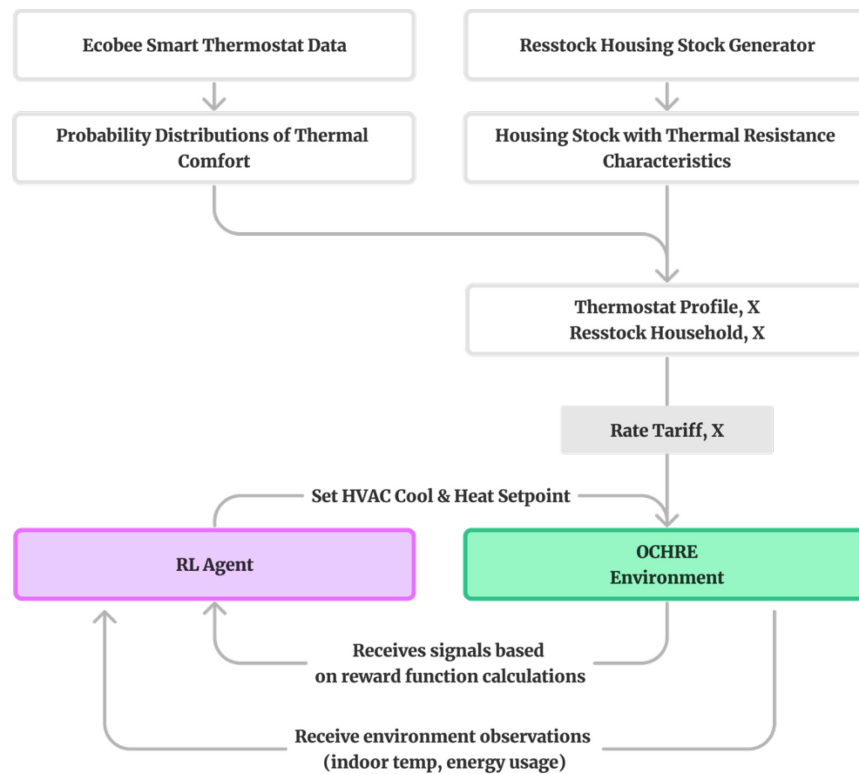 Ecobee Smart Thermostat Data
Resstock Housing Stock Generator
Probability Distributions of Thermal
Comfort
Housing Stock with Thermal Resistance
Characteristics
Thermostat Profile, X
Resstock Household, X
Rate Tariff, X
Set HVAC Cool & Heat Setpoint
RL Agent
OCHRE
Environment
Receives signals based
on reward function calculations
Receive environment observations
(indoor temp, energy usage)